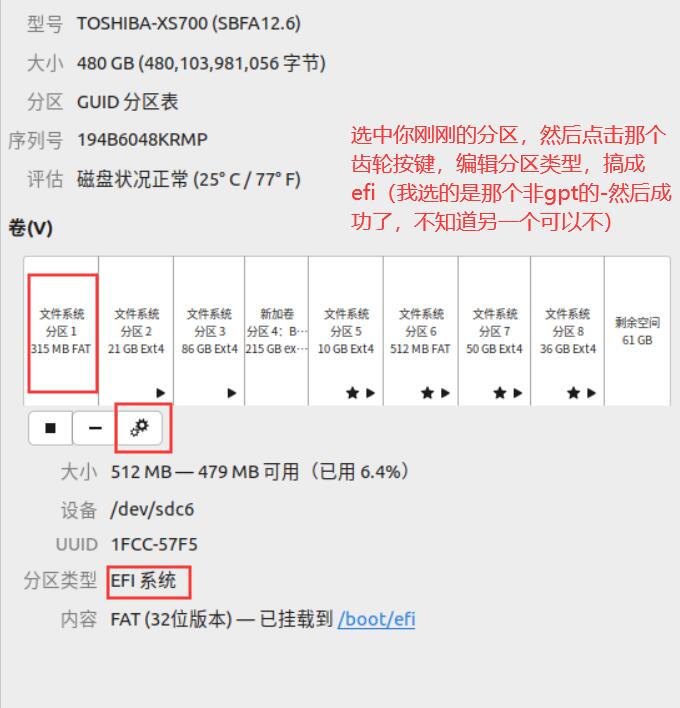 型号 TOSHIBA-XS700 (SBFA12.6)
大小 480 GB (480,103,981,056 字节)
分区 GUID 分区表
序列号 194B6048KRMP
评估 磁盘状况正常 (25° C / 77° F)
选中你刚刚的分区，然后点击那个
齿轮按键，编辑分区类型，搞成
efi（我选的是那个非gpt的-然后成
功了，不知道另一个可以不）
卷(V)
文件系统
分区 1
315 MB FAT
文件系统
分区 2
21 GB Ext4
文件系统
分区 3
86 GB Ext4
新加卷
分区 4：B…
215 GB ex…
文件系统
分区 5
10 GB Ext4
文件系统
分区 6
512 MB FAT
文件系统
分区 7
50 GB Ext4
文件系统
分区 8
36 GB Ext4
剩余空间
61 GB
大小 512 MB — 479 MB 可用（已用 6.4%）
设备 /dev/sdc6
UUID 1FCC-57F5
分区类型 EFI 系统
内容 FAT (32位版本) — 已挂载到 /boot/efi